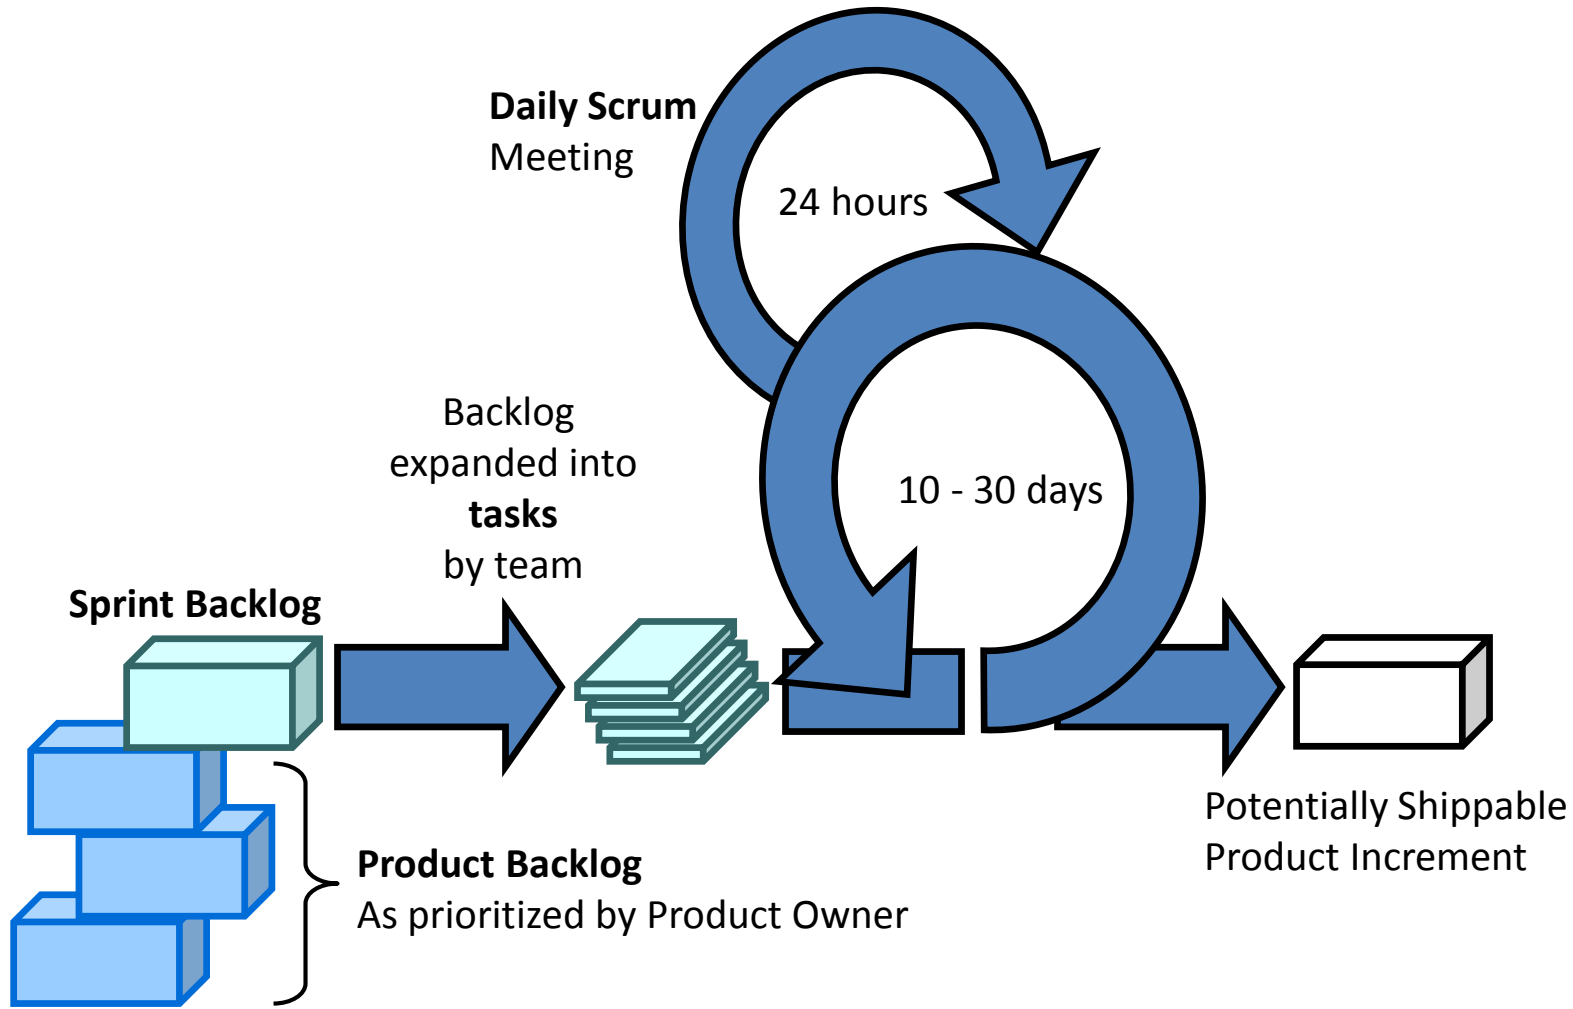 Daily Scrum
Meeting
24 hours
Backlog
expanded into
tasks
by team
10 - 30 days
Sprint Backlog
Potentially Shippable
Product Increment
Product Backlog
As prioritized by Product Owner